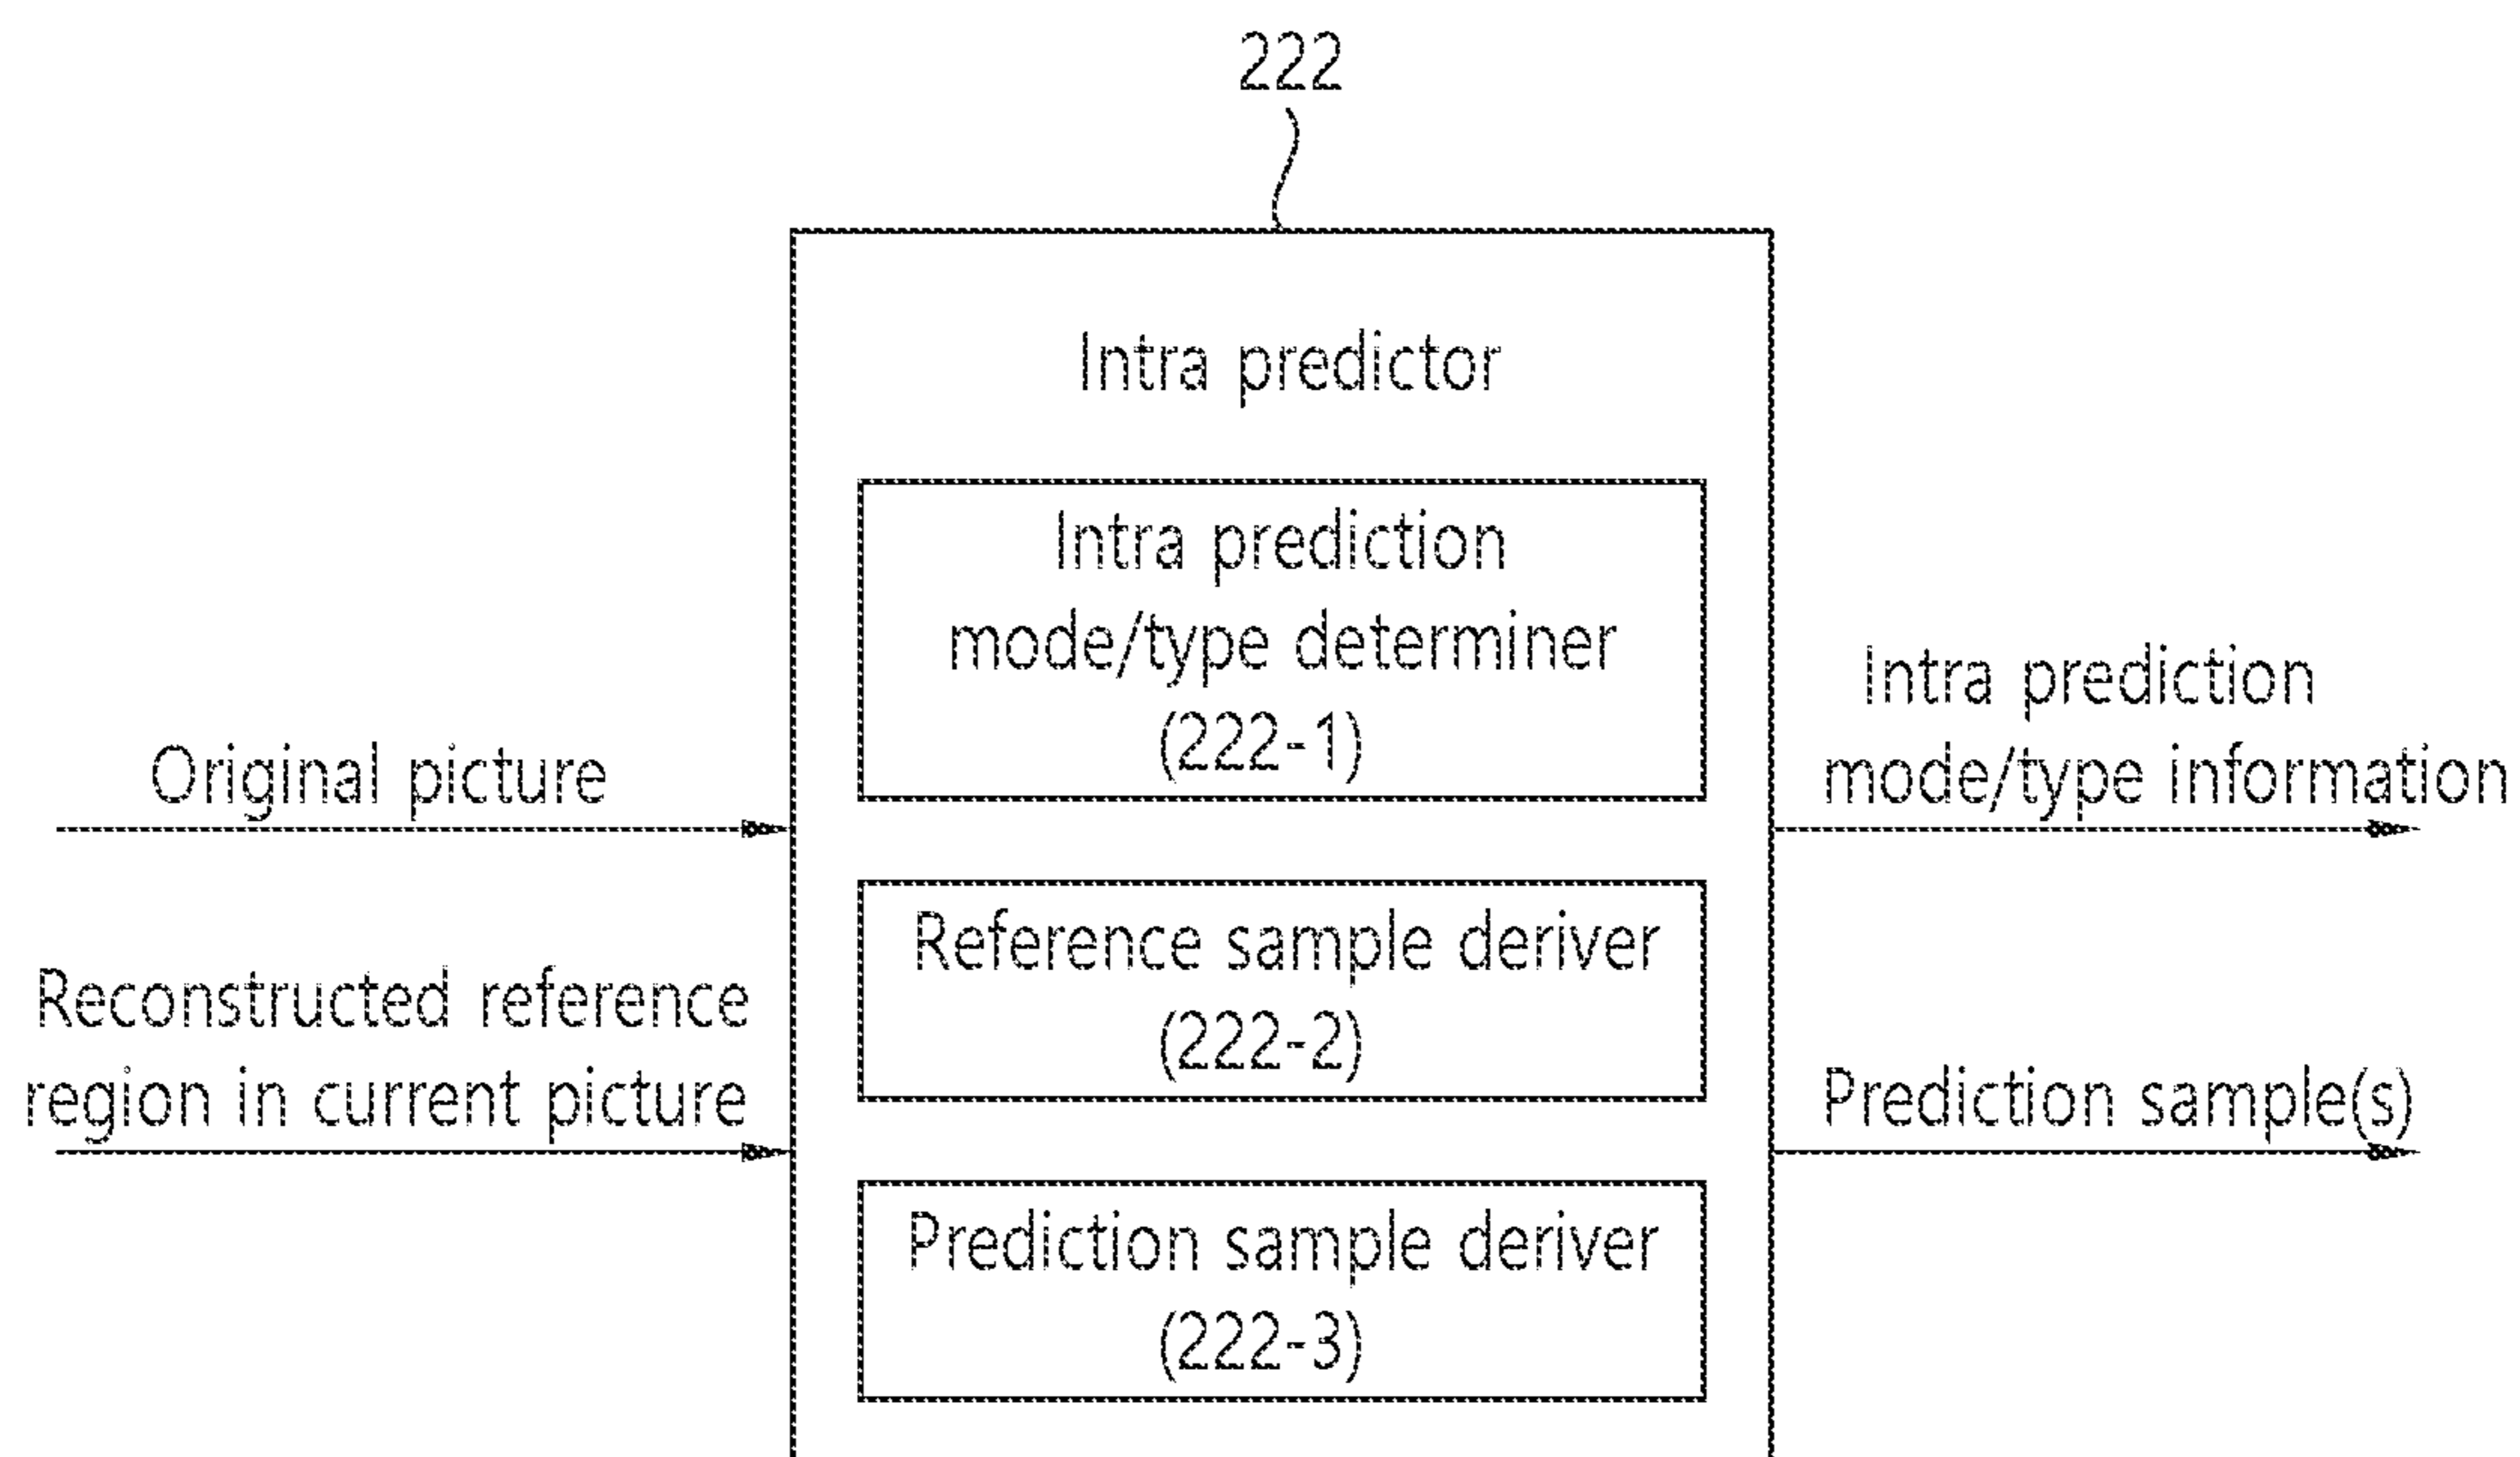 222
Intra predictor
Intra prediction
mode/type determiner
(222-1)
Original picture
Intra prediction
mode/type information
Reference sample deriver
(222-2)
Reconstructed reference
region in current picture
Prediction sample(s)
Prediction sample deriver
(222-3)